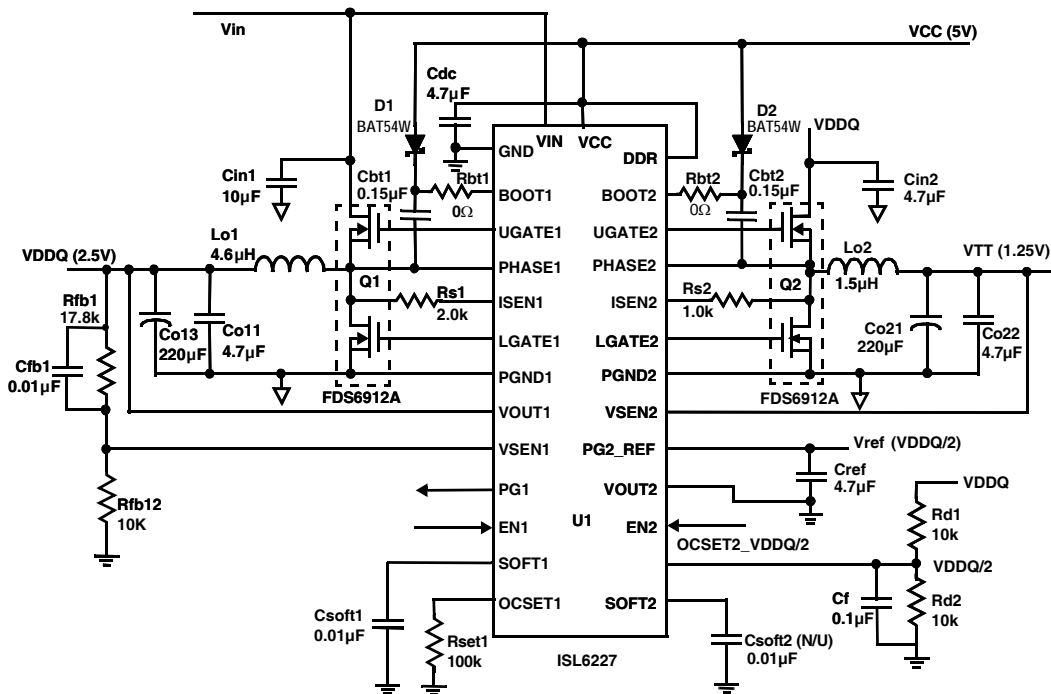 Vin
VCC (5V)
Cdc
4.7µF
D1
BAT54W
D2
BAT54W
VDDQ
VIN
VCC
GND
DDR
Cin1
10µF
Cbt1
0.15µF
Rbt1
0Ω
BOOT1
BOOT2
Rbt2
0Ω
Cbt2
0.15µF
Cin2
4.7µF
UGATE1
UGATE2
VDDQ (2.5V)
Lo1
4.6µH
PHASE1
PHASE2
Lo2
1.5µH
VTT (1.25V)
Rfb1
17.8k
Q1
Rs1
2.0k
ISEN1
ISEN2
Rs2
1.0k
Q2
Co13
220µF
Co11
4.7µF
LGATE1
LGATE2
Co21
220µF
Co22
4.7µF
Cfb1
0.01µF
PGND1
PGND2
FDS6912A
FDS6912A
VOUT1
VSEN2
VSEN1
PG2_REF
Vref (VDDQ/2)
Cref
4.7µF
Rfb12
10K
PG1
VOUT2
VDDQ
U1
EN1
EN2
OCSET2_VDDQ/2
Rd1
10k
SOFT1
VDDQ/2
OCSET1
SOFT2
Cf
0.1µF
Rd2
10k
Csoft1
0.01µF
Rset1
100k
Csoft2 (N/U)
0.01µF
ISL6227